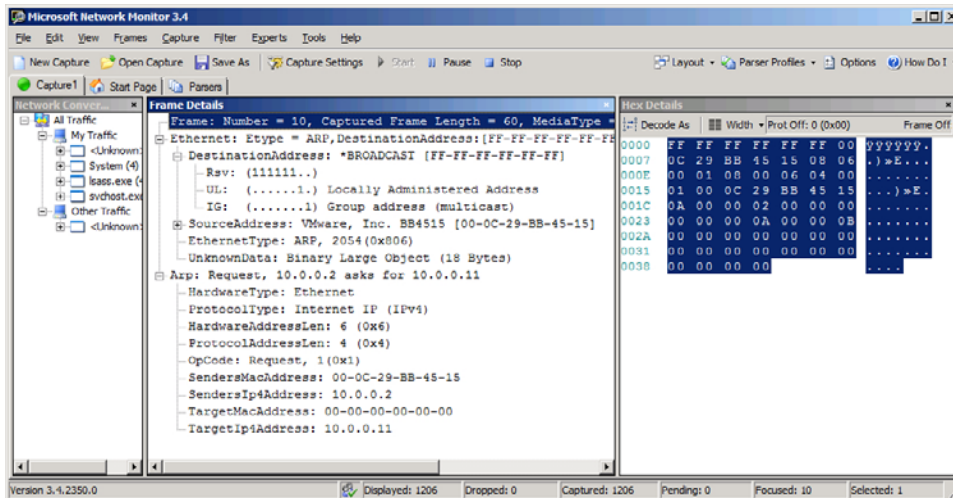 Microsoft Network Monitor 3.4
File Edit View Frames Capture Filter Experts Tools Help
New Capture Open Capture Save As Capture Settings Start Pause Stop Layout Parser Profiles Options How Do I
Capture1 Start Page Parsers
Network Conver...
All Traffic
My Traffic
<Unknown>
System (4)
lsass.exe (4
svchost.exe
Other Traffic
<Unknown>
Frame Details
Frame: Number = 10, Captured Frame Length = 60, MediaType =
Ethernet: Etype = ARP,DestinationAddress:[FF-FF-FF-FF-FF-FF
DestinationAddress: *BROADCAST [FF-FF-FF-FF-FF-FF]
Rsv: (111111..)
UL: (......1.) Locally Administered Address
IG: (.......1) Group address (multicast)
SourceAddress: VMware, Inc. BB4515 [00-0C-29-BB-45-15]
EthernetType: ARP, 2054(0x806)
UnknownData: Binary Large Object (18 Bytes)
Arp: Request, 10.0.0.2 asks for 10.0.0.11
HardwareType: Ethernet
ProtocolType: Internet IP (IPv4)
HardwareAddressLen: 6 (0x6)
ProtocolAddressLen: 4 (0x4)
OpCode: Request, 1(0x1)
SendersMacAddress: 00-0C-29-BB-45-15
SendersIp4Address: 10.0.0.2
TargetMacAddress: 00-00-00-00-00-00
TargetIp4Address: 10.0.0.11
Hex Details
Decode As Width Prot Off: 0 (0x00) Frame Off
0000 FF FF FF FF FF FF 00 ÿÿÿÿÿÿ.
0007 0C 29 BB 45 15 08 06 .)»E...
000E 00 01 08 00 06 04 00 .......
0015 01 00 0C 29 BB 45 15 ...)»E.
001C 0A 00 00 02 00 00 00 .......
0023 00 00 00 0A 00 00 0B .......
002A 00 00 00 00 00 00 00 .......
0031 00 00 00 00 00 00 00 .......
0038 00 00 00 00 ....
Version 3.4.2350.0 Displayed: 1206 Dropped: 0 Captured: 1206 Pending: 0 Focused: 10 Selected: 1